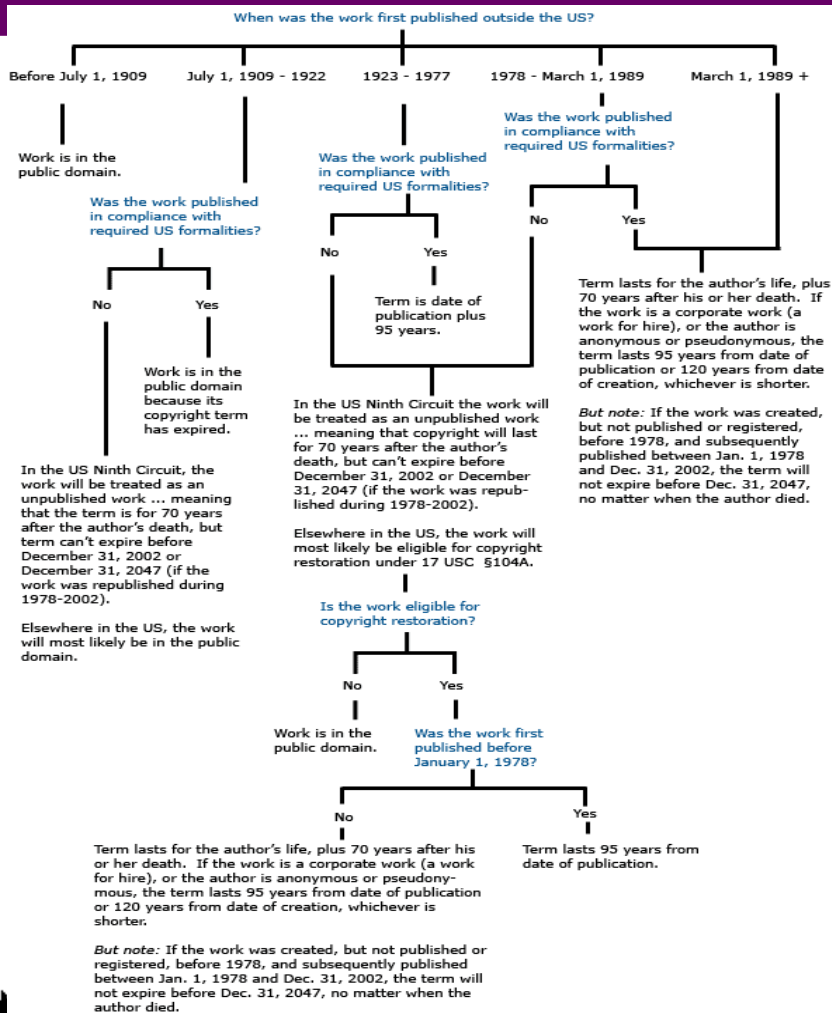 When was the work first published outside the US?
Before July 1, 1909
July 1, 1909 - 1922
1923 - 1977
1978 - March 1, 1989
March 1, 1989 +
Work is in the
public domain.
Was the work published
in compliance with
required US formalities?
No
Yes
Work is in the
public domain
because its
copyright term
has expired.
In the US Ninth Circuit, the
work will be treated as an
unpublished work ... meaning
that the term is for 70 years
after the author's death, but
term can't expire before
December 31, 2002 or
December 31, 2047 (if the
work was republished during
1978-2002).
Elsewhere in the US, the work
will most likely be in the public
domain.
Was the work published
in compliance with
required US formalities?
No
Yes
Term is date of
publication plus
95 years.
Was the work published
in compliance with
required US formalities?
No
Yes
Term lasts for the author's life, plus
70 years after his or her death.  If
the work is a corporate work (a
work for hire), or the author is
anonymous or pseudonymous, the
term lasts 95 years from date of
publication or 120 years from date
of creation, whichever is shorter.
But note: If the work was created,
but not published or registered,
before 1978, and subsequently
published between Jan. 1, 1978
and Dec. 31, 2002, the term will
not expire before Dec. 31, 2047,
no matter when the author died.
In the US Ninth Circuit the work will
be treated as an unpublished work
... meaning that copyright will last
for 70 years after the author's
death, but can't expire before
December 31, 2002 or December
31, 2047 (if the work was repub-
lished during 1978-2002).
Elsewhere in the US, the work will
most likely be eligible for copyright
restoration under 17 USC §104A.
Is the work eligible for
copyright restoration?
No
Yes
Work is in the
public domain.
Was the work first
published before
January 1, 1978?
No
Yes
Term lasts for the author's life, plus 70 years after his
or her death.  If the work is a corporate work (a work
for hire), or the author is anonymous or pseudony-
mous, the term lasts 95 years from date of publication
or 120 years from date of creation, whichever is
shorter.
But note: If the work was created, but not published or
registered, before 1978, and subsequently published
between Jan. 1, 1978 and Dec. 31, 2002, the term will
not expire before Dec. 31, 2047, no matter when the
author died.
Term lasts 95 years from
date of publication.